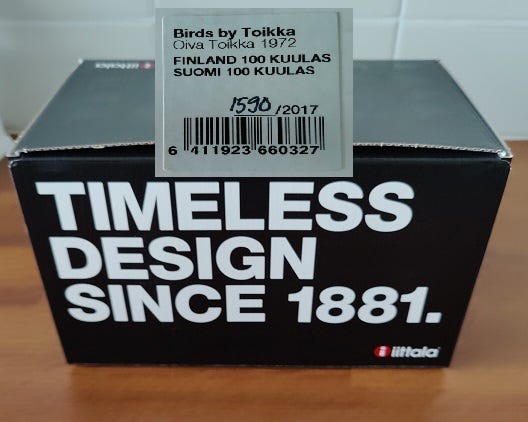 Birds by Toikka
Oiva Toikka 1972
FINLAND 100 KUULAS
SUOMI 100 KUULAS
1590/2017
6 411923 660327
iittala
TIMELESS
DESIGN
SINCE 1881.
iittala